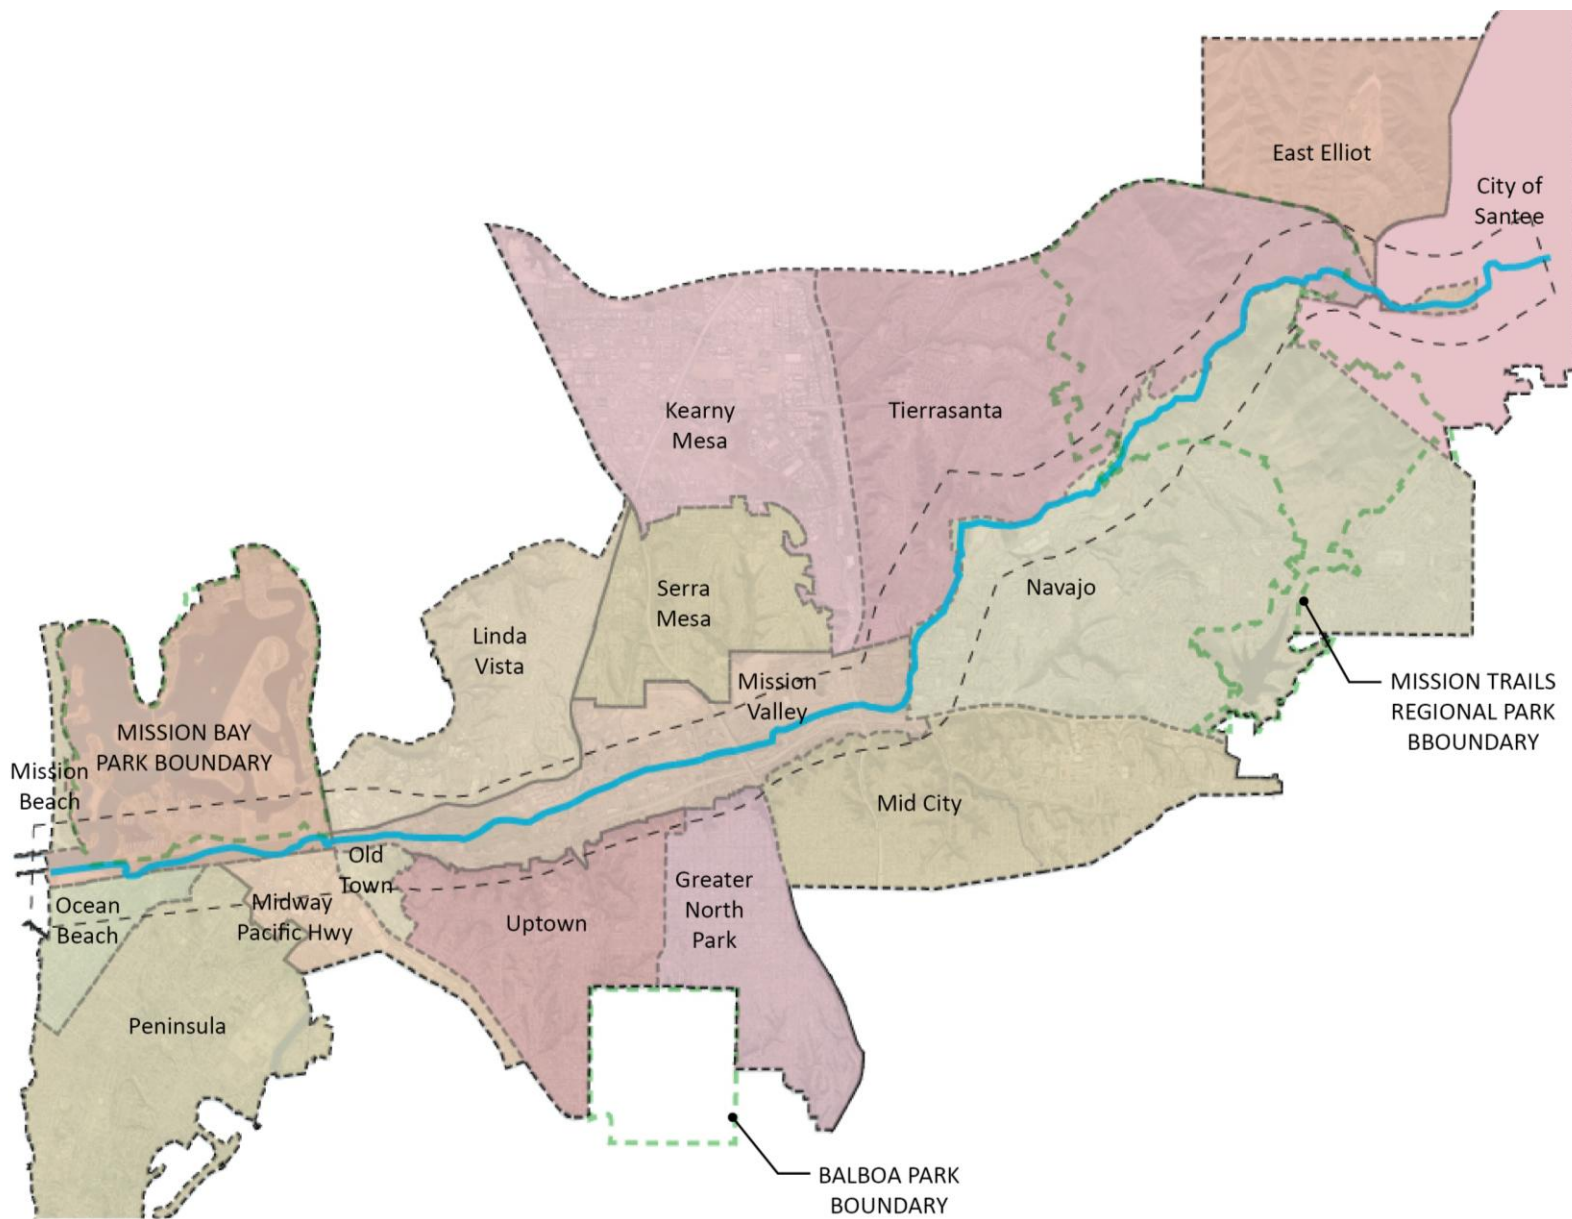 East Elliot
City of
Santee
Kearny
Mesa
Tierrasanta
Serra
Mesa
Navajo
Linda
Vista
Mission
Valley
MISSION TRAILS
REGIONAL PARK
BBOUNDARY
MISSION BAY
PARK BOUNDARY
Mission
Beach
Mid City
Old
Town
Greater
North
Park
Ocean
Beach
Midway
Pacific Hwy
Uptown
Peninsula
BALBOA PARK
BOUNDARY